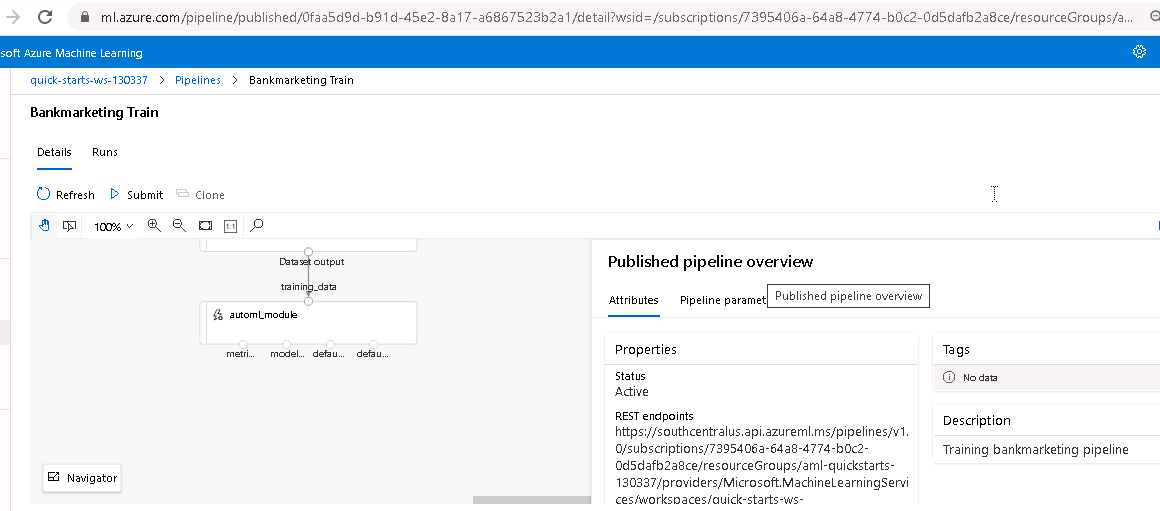 ml.azure.com/pipeline/published/0faa5d9d-b91d-45e2-8a17-a6867523b2a1/detail?wsid=/subscriptions/7395406a-64a8-4774-b0c2-0d5dafb2a8ce/resourceGroups/a...
soft Azure Machine Learning
quick-starts-ws-130337 > Pipelines > Bankmarketing Train
Bankmarketing Train
Details Runs
Refresh Submit Clone
100% 1:1
Dataset output
training_data
automl_module
metri... model... defau... defau...
Navigator
Published pipeline overview
Attributes Pipeline paramet
Published pipeline overview
Properties
Status
Active
REST endpoints
https://southcentralus.api.azureml.ms/pipelines/v1.
0/subscriptions/7395406a-64a8-4774-b0c2-
0d5dafb2a8ce/resourceGroups/aml-quickstarts-
130337/providers/Microsoft.MachineLearningServi
ces/workspaces/quick-starts-ws-
Tags
No data
Description
Training bankmarketing pipeline